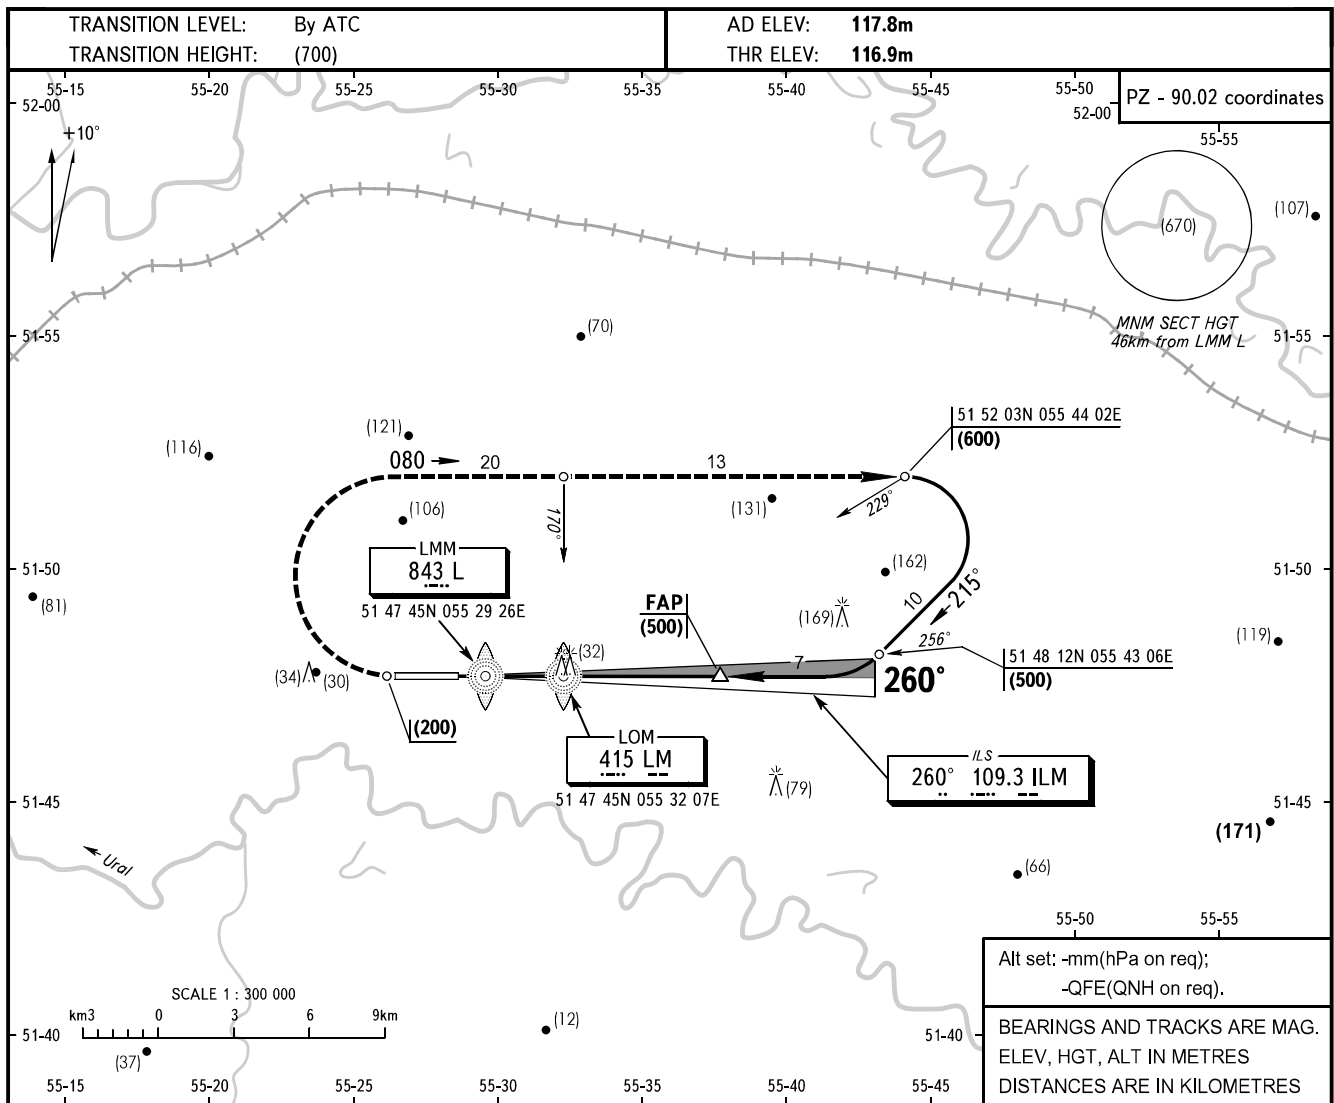 TRANSITION LEVEL: By ATC
TRANSITION HEIGHT: (700)
AD ELEV: 117.8m
THR ELEV: 116.9m
55-15 55-20 55-25 55-30 55-35 55-40 55-45 55-50
52-00
52-00
PZ - 90.02 coordinates
55-55
+10°
(670)
(107)
MNM SECT HGT
46km from LMM L
51-55
51-55
(70)
51 52 03N 055 44 02E
(600)
(121)
(116)
080
20
13
229°
(131)
(106)
170°
LMM
843 L
51 47 45N 055 29 26E
51-50
51-50
(162)
(81)
FAP
(500)
(169)
10
215°
(119)
256°
51 48 12N 055 43 06E
(500)
(32)
7
(34)
(30)
260°
(200)
LOM
415 LM
51 47 45N 055 32 07E
ILS
260° 109.3 ILM
(79)
51-45
51-45
(171)
Ural
(66)
55-50 55-55
Alt set: -mm(hPa on req);
-QFE(QNH on req).
SCALE 1 : 300 000
km3 0 3 6 9km
(12)
51-40
51-40
(37)
BEARINGS AND TRACKS ARE MAG.
ELEV, HGT, ALT IN METRES
DISTANCES ARE IN KILOMETRES
55-15 55-20 55-25 55-30 55-35 55-40 55-45